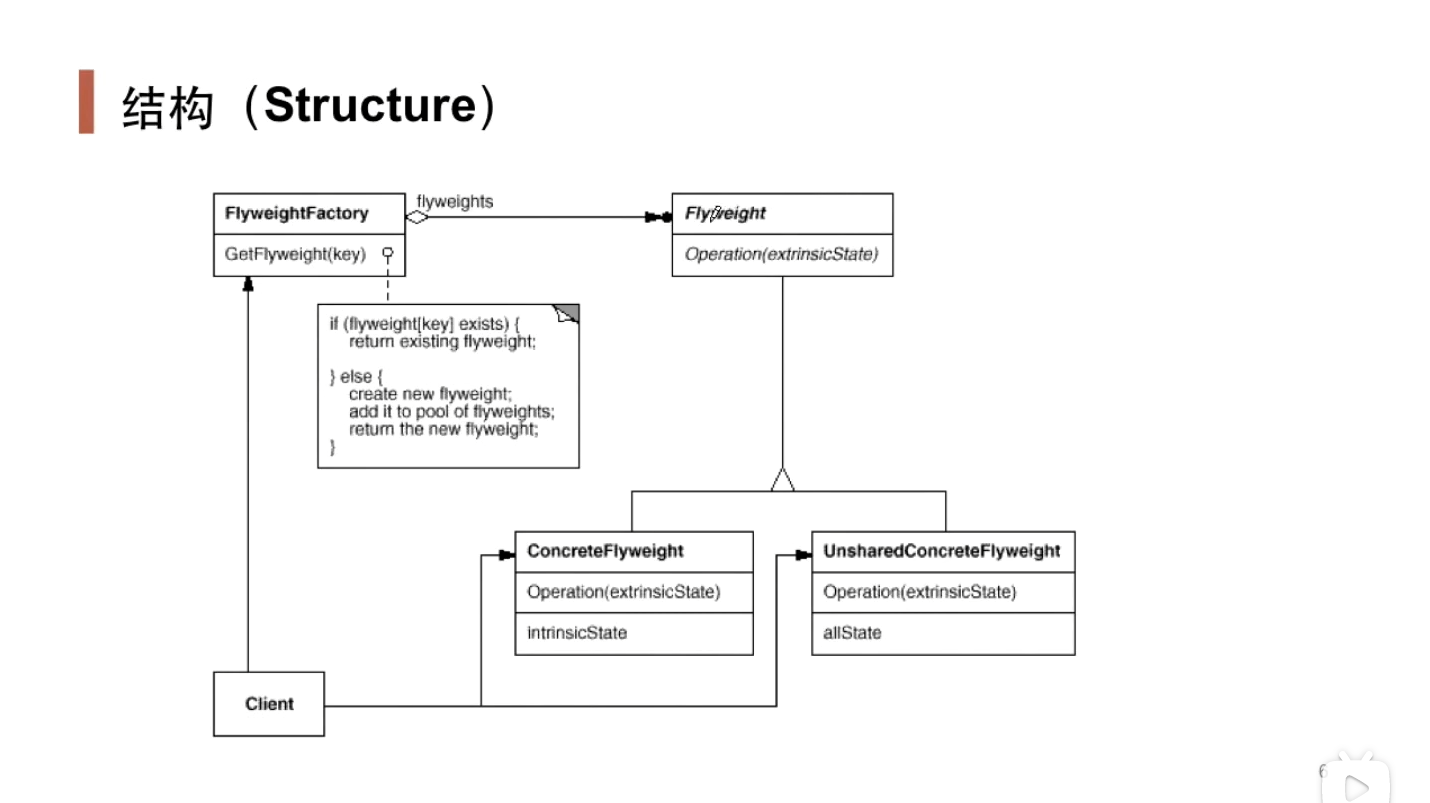 结构（Structure）
FlyweightFactory
GetFlyweight(key)
flyweights
Flyweight
Operation(extrinsicState)
if (flyweight[key] exists) {
return existing flyweight;
} else {
create new flyweight;
add it to pool of flyweights;
return the new flyweight;
}
ConcreteFlyweight
Operation(extrinsicState)
intrinsicState
UnsharedConcreteFlyweight
Operation(extrinsicState)
allState
Client